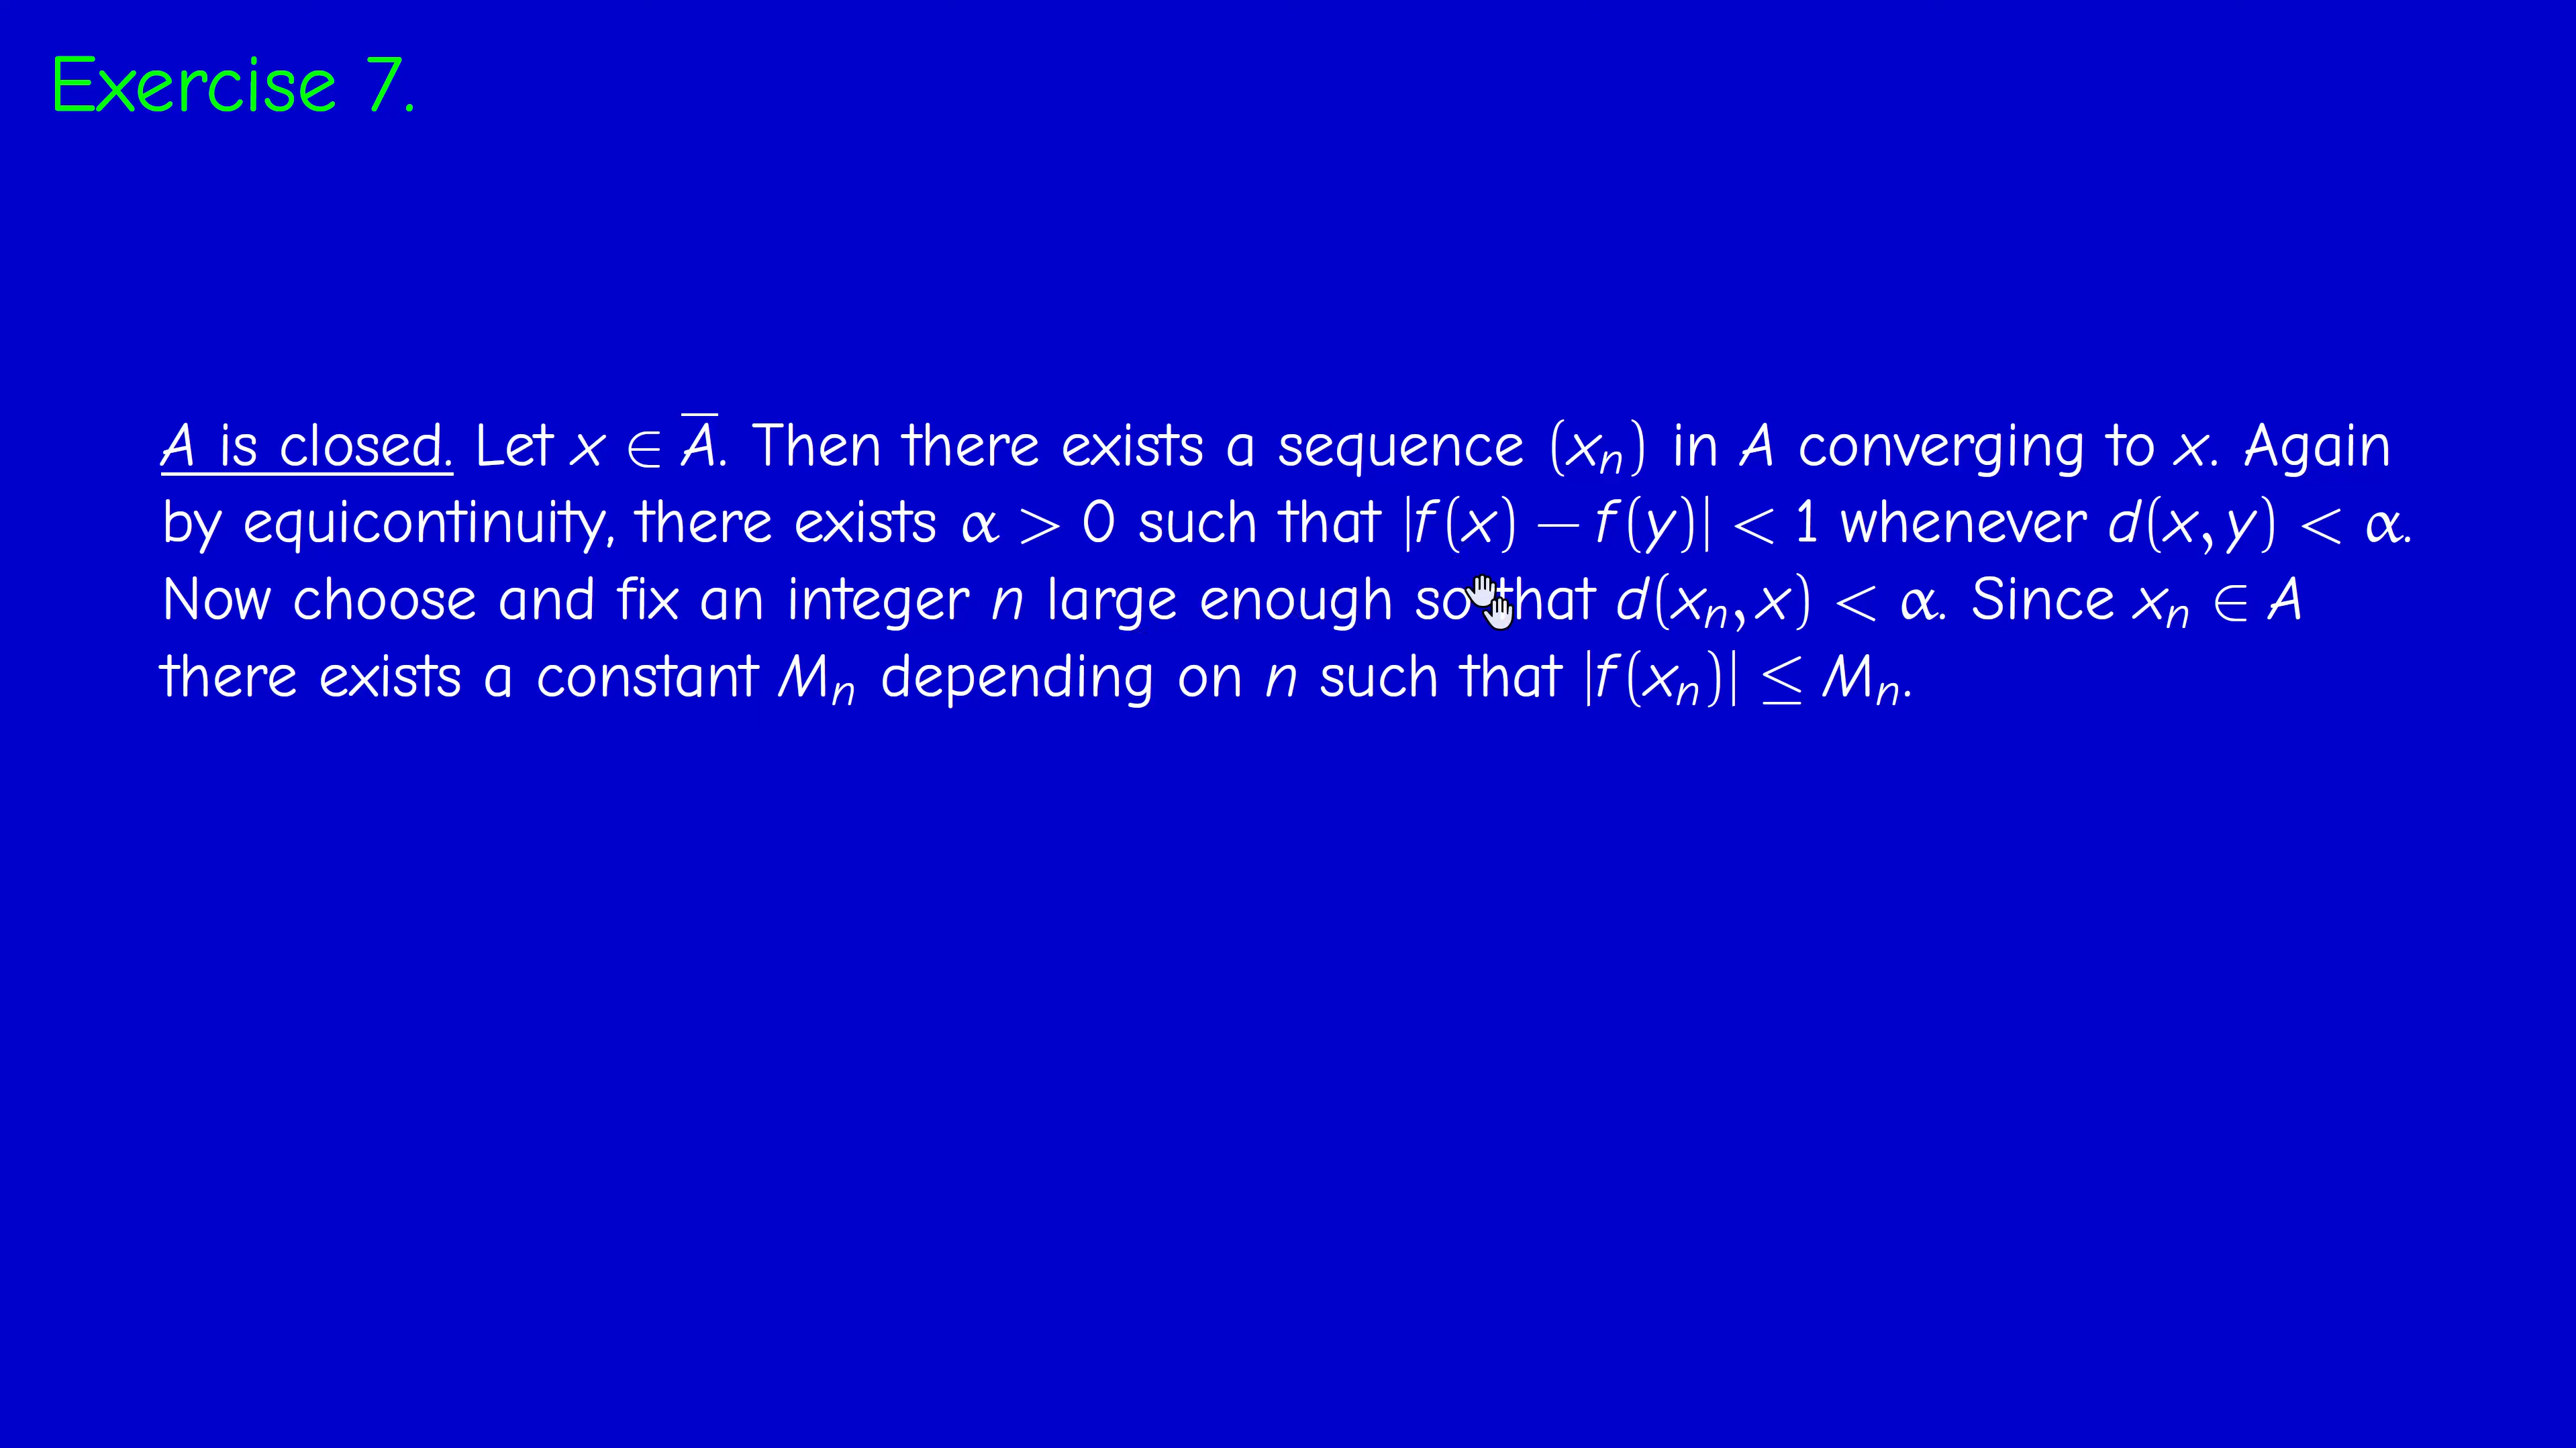 Exercise 7.
A is closed. Let x ∈ A̅. Then there exists a sequence (xₙ) in A converging to x. Again
by equicontinuity, there exists α > 0 such that |f(x) − f(y)| < 1 whenever d(x, y) < α.
Now choose and fix an integer n large enough so that d(xₙ, x) < α. Since xₙ ∈ A
there exists a constant Mₙ depending on n such that |f(xₙ)| ≤ Mₙ.